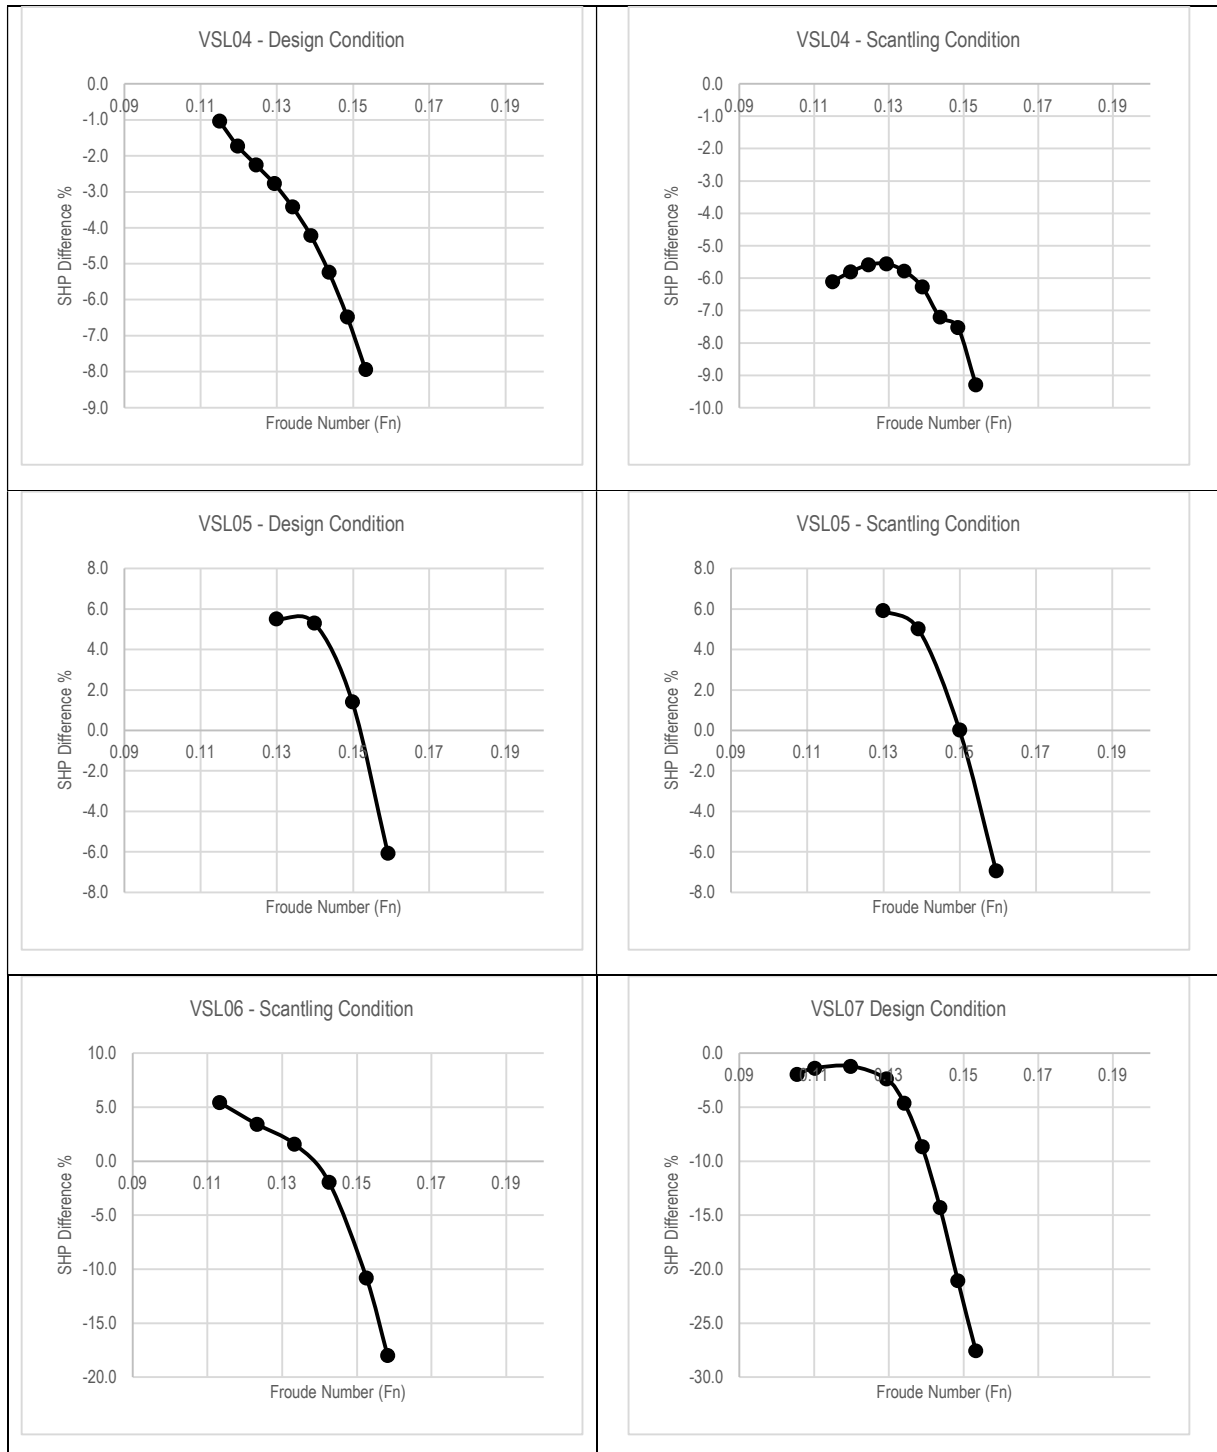 VSL04 - Design Condition
0.0
0.09 0.11 0.13 0.15 0.17 0.19
-1.0
-2.0
-3.0
-4.0
-5.0
-6.0
-7.0
-8.0
-9.0
SHP Difference %
Froude Number (Fn)
VSL04 - Scantling Condition
0.0
0.09 0.11 0.13 0.15 0.17 0.19
-1.0
-2.0
-3.0
-4.0
-5.0
-6.0
-7.0
-8.0
-9.0
-10.0
SHP Difference %
Froude Number (Fn)
VSL05 - Design Condition
8.0
6.0
4.0
2.0
0.0
0.09 0.11 0.13 0.15 0.17 0.19
-2.0
-4.0
-6.0
-8.0
SHP Difference %
Froude Number (Fn)
VSL05 - Scantling Condition
8.0
6.0
4.0
2.0
0.0
0.09 0.11 0.13 0.15 0.17 0.19
-2.0
-4.0
-6.0
-8.0
SHP Difference %
Froude Number (Fn)
VSL06 - Scantling Condition
10.0
5.0
0.0
0.09 0.11 0.13 0.15 0.17 0.19
-5.0
-10.0
-15.0
-20.0
SHP Difference %
Froude Number (Fn)
VSL07 Design Condition
0.0
0.09 0.11 0.13 0.15 0.17 0.19
-5.0
-10.0
-15.0
-20.0
-25.0
-30.0
SHP Difference %
Froude Number (Fn)